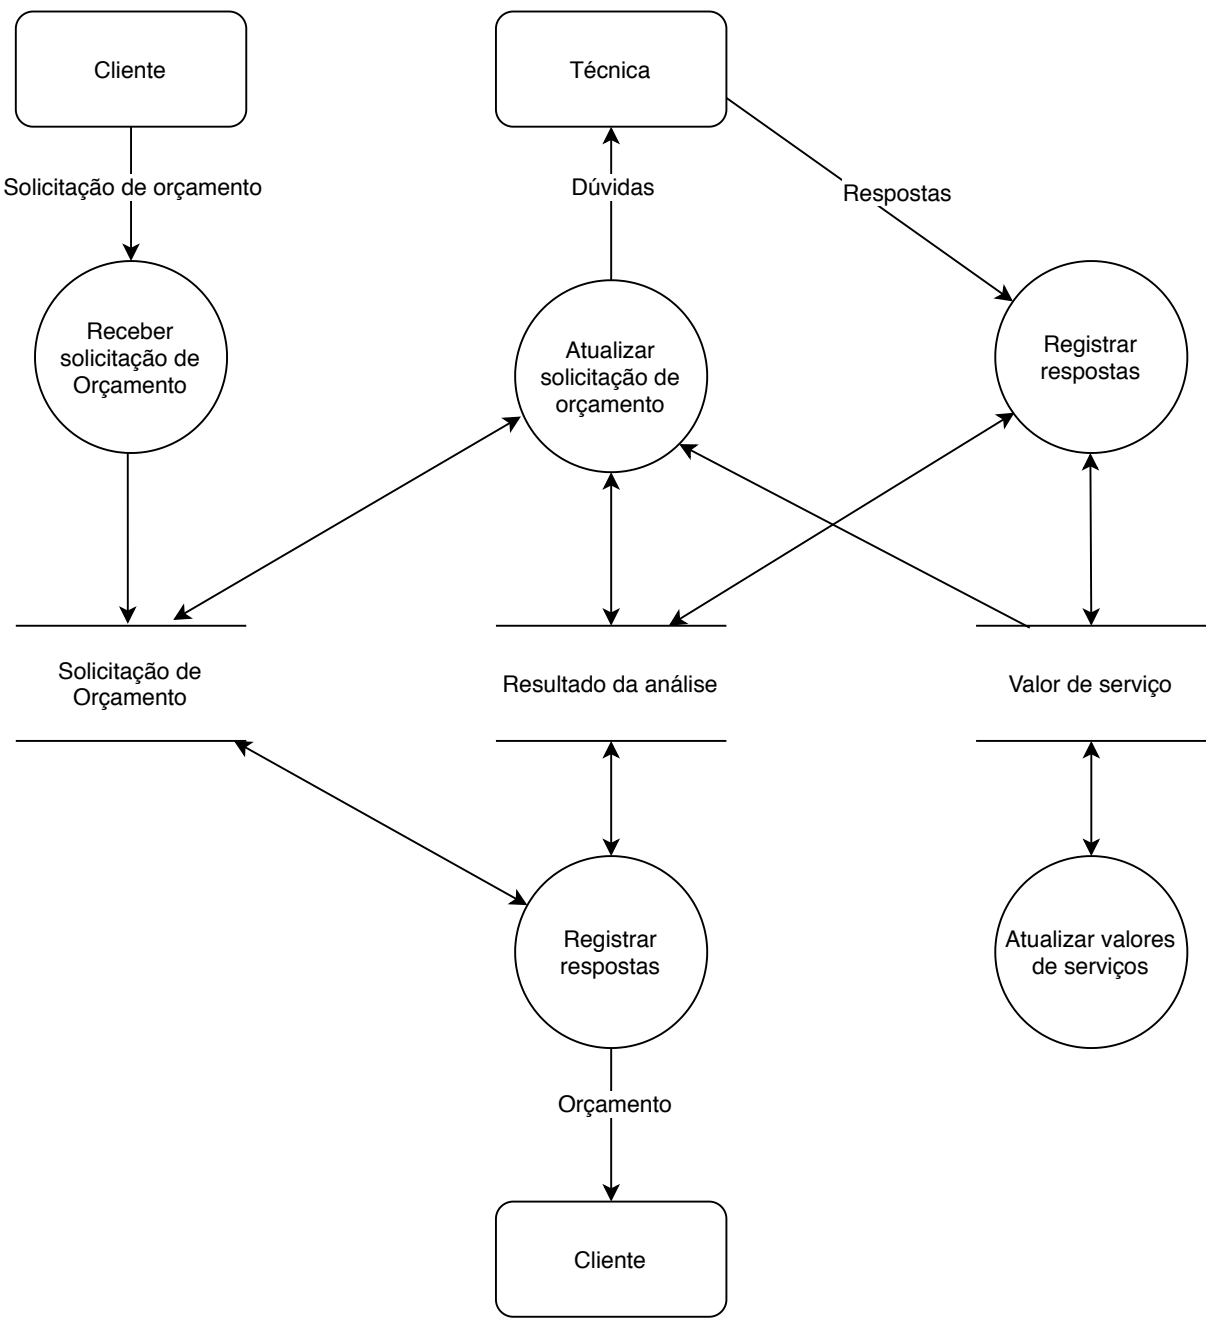 Cliente
Técnica
Solicitação de orçamento
Dúvidas
Respostas
Receber
solicitação de
Orçamento
Atualizar
solicitação de
orçamento
Registrar
respostas
Solicitação de
Orçamento
Resultado da análise
Valor de serviço
Registrar
respostas
Atualizar valores
de serviços
Orçamento
Cliente